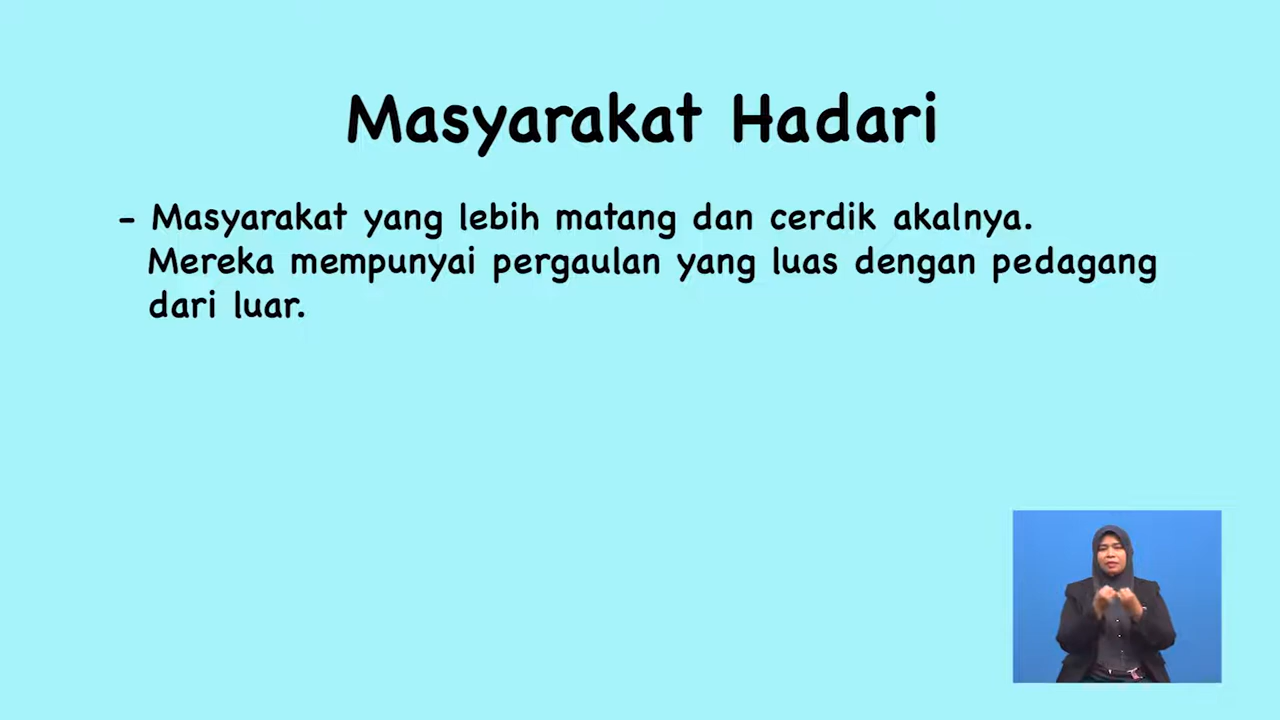 Masyarakat Hadari
- Masyarakat yang lebih matang dan cerdik akalnya.
Mereka mempunyai pergaulan yang luas dengan pedagang
dari luar.